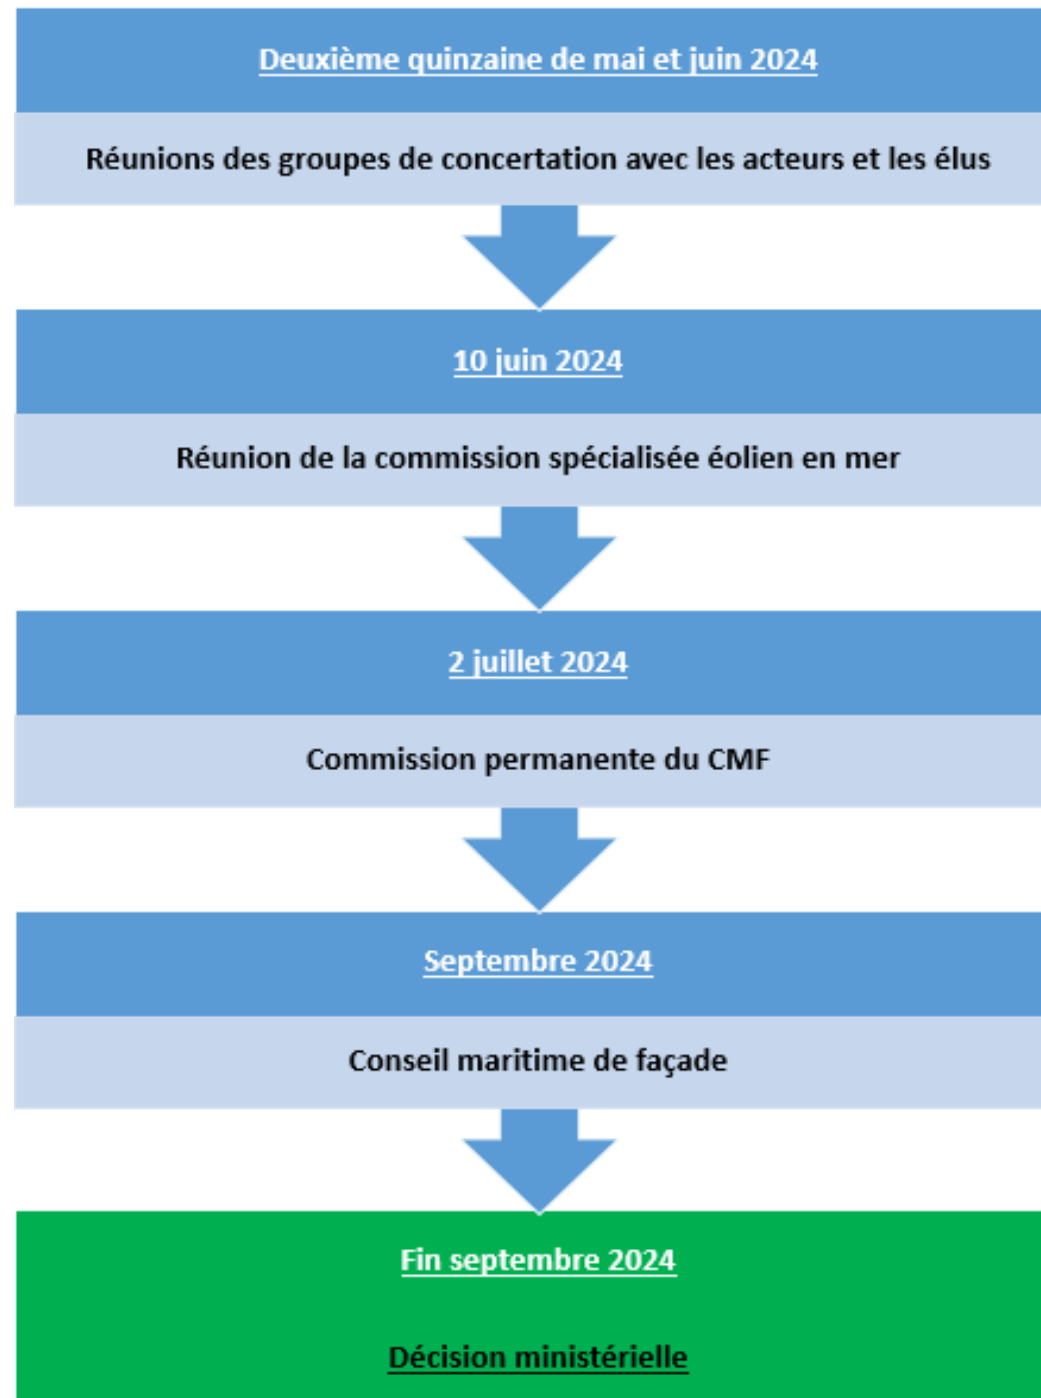 Deuxième quinzaine de mai et juin 2024
Réunions des groupes de concertation avec les acteurs et les élus
10 juin 2024
Réunion de la commission spécialisée éolien en mer
2 juillet 2024
Commission permanente du CMF
Septembre 2024
Conseil maritime de façade
Fin septembre 2024
Décision ministérielle